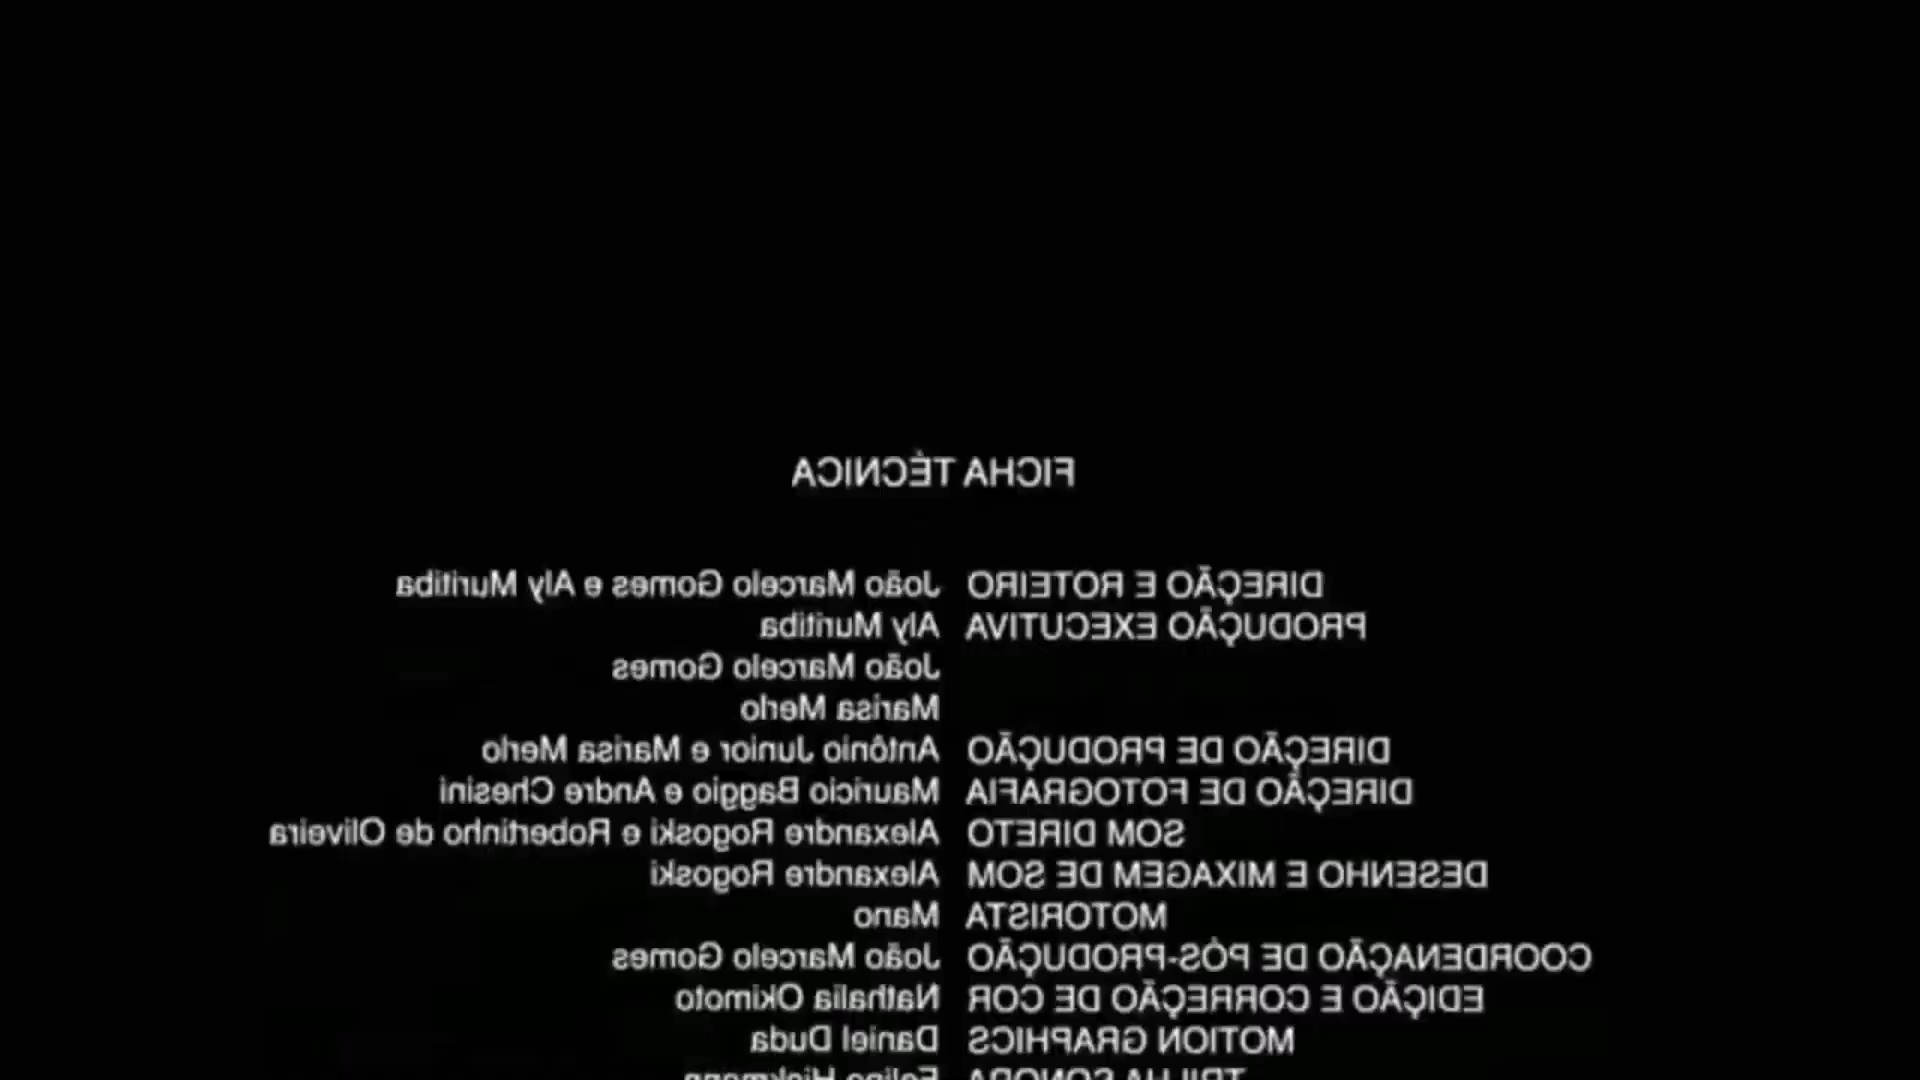 FICHA TÉCNICA
DIREÇÃO E ROTEIRO João Marcelo Gomes e Aly Muritiba
PRODUÇÃO EXECUTIVA Aly Muritiba
João Marcelo Gomes
Marisa Merlo
DIREÇÃO DE PRODUÇÃO Antônio Junior e Marisa Merlo
DIREÇÃO DE FOTOGRAFIA Mauricio Baggio e Andre Chesini
SOM DIRETO Alexandre Rogoski e Robertinho de Oliveira
DESENHO E MIXAGEM DE SOM Alexandre Rogoski
MOTORISTA Mano
COORDENAÇÃO DE PÓS-PRODUÇÃO João Marcelo Gomes
EDIÇÃO E CORREÇÃO DE COR Nathalia Okimoto
MOTION GRAPHICS Daniel Duda
TRILHA SONORA Felipe